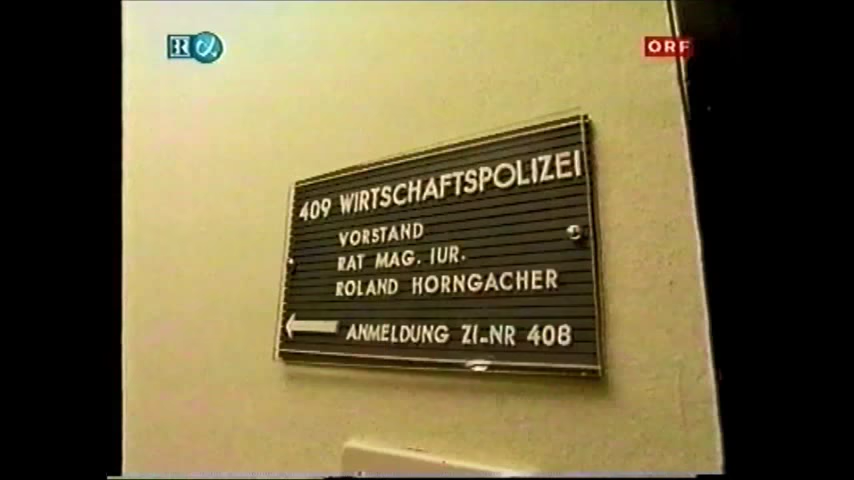 R α
ORF
409 WIRTSCHAFTSPOLIZEI
VORSTAND
RAT MAG. IUR.
ROLAND HORNGACHER
ANMELDUNG ZI-NR 408